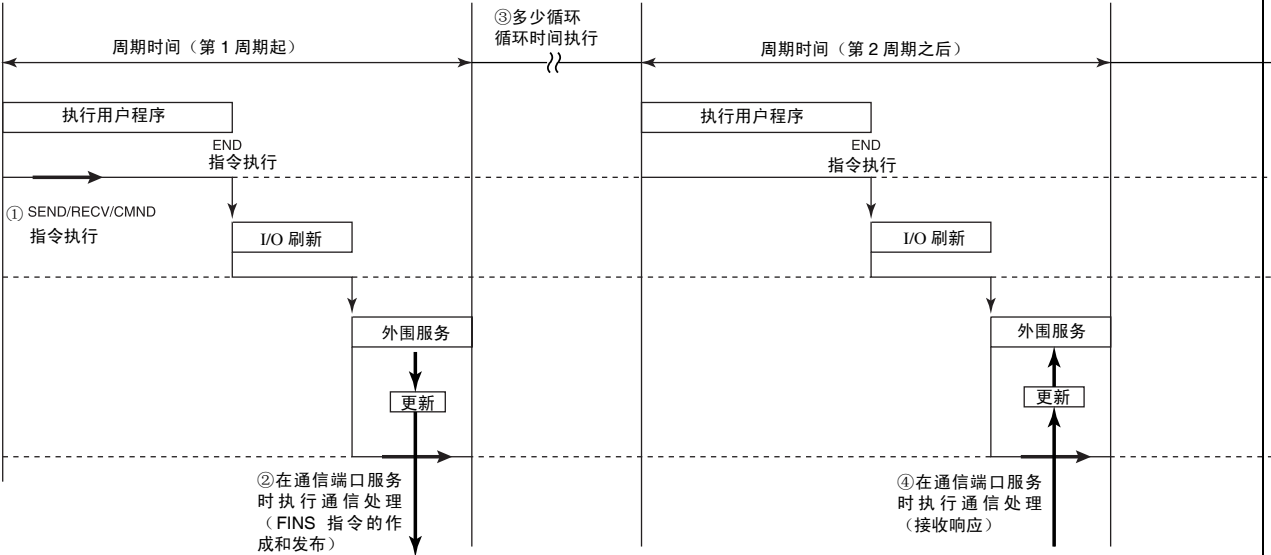 ③多少循环
循环时间执行
周期时间（第 1 周期起）
周期时间（第 2 周期之后）
执行用户程序
执行用户程序
END
指令执行
END
指令执行
① SEND/RECV/CMND
指令执行
I/O 刷新
I/O 刷新
外围服务
外围服务
更新
更新
②在通信端口服务
时执行通信处理
（FINS 指令的作
成和发布）
④在通信端口服务
时执行通信处理
（接收响应）